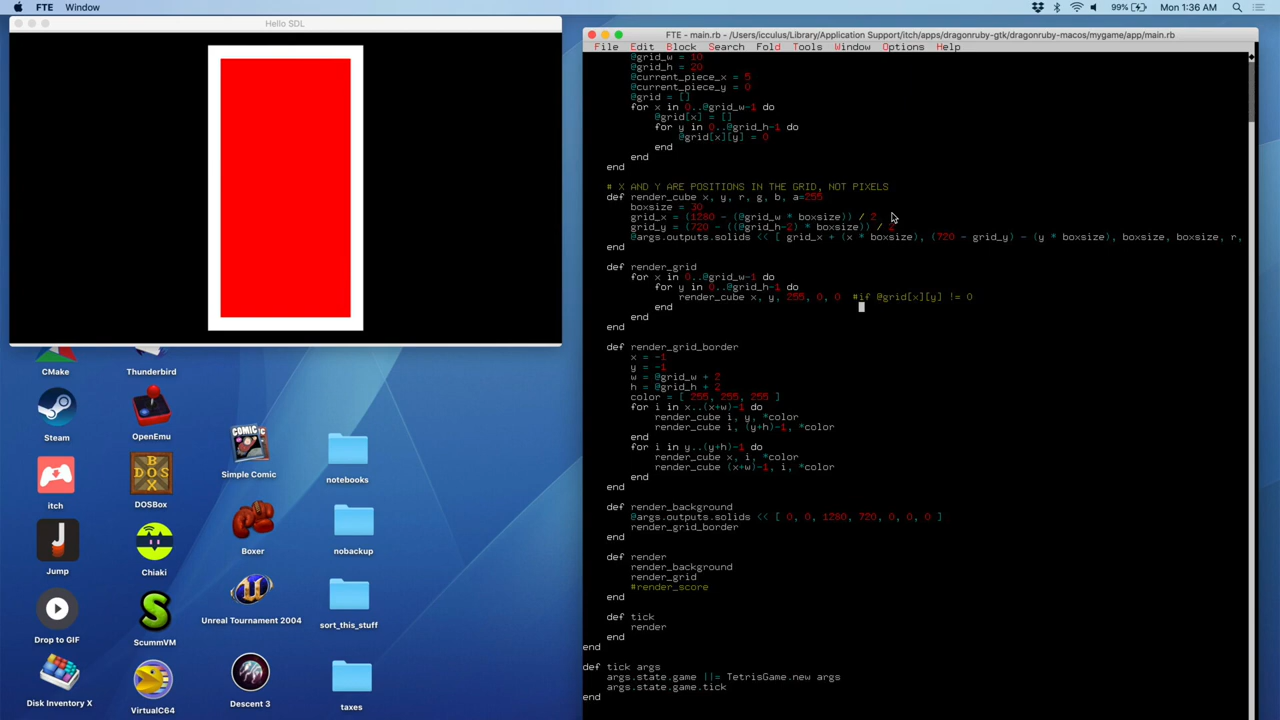 FTE Window 99% Mon 1:36 AM
Hello SDL
FTE - main.rb - /Users/icculus/Library/Application Support/itch/apps/dragonruby-gtk/dragonruby-macos/mygame/app/main.rb
File Edit Block Search Fold Tools Window Options Help
@grid_w = 10
@grid_h = 20
@current_piece_x = 5
@current_piece_y = 0
@grid = []
for x in 0..@grid_w-1 do
@grid[x] = []
for y in 0..@grid_h-1 do
@grid[x][y] = 0
end
end
end
# X AND Y ARE POSITIONS IN THE GRID, NOT PIXELS
def render_cube x, y, r, g, b, a=255
boxsize = 30
grid_x = (1280 - (@grid_w * boxsize)) / 2
grid_y = (720 - ((@grid_h-2) * boxsize)) / 2
@args.outputs.solids << [ grid_x + (x * boxsize), (720 - grid_y) - (y * boxsize), boxsize, boxsize, r,
end
def render_grid
for x in 0..@grid_w-1 do
for y in 0..@grid_h-1 do
render_cube x, y, 255, 0, 0 #if @grid[x][y] != 0
end
end
end
def render_grid_border
x = -1
y = -1
w = @grid_w + 2
h = @grid_h + 2
color = [ 255, 255, 255 ]
for i in x..(x+w)-1 do
render_cube i, y, *color
render_cube i, (y+h)-1, *color
end
for i in y..(y+h)-1 do
render_cube x, i, *color
render_cube (x+w)-1, i, *color
end
end
def render_background
@args.outputs.solids << [ 0, 0, 1280, 720, 0, 0, 0 ]
render_grid_border
end
def render
render_background
render_grid
#render_score
end
def tick
render
end
end
def tick args
args.state.game ||= TetrisGame.new args
args.state.game.tick
end
CMake
Thunderbird
Steam
OpenEmu
COMIC
Simple Comic
notebooks
itch
DOSBox
Boxer
nobackup
Jump
Chiaki
Unreal Tournament 2004
sort_this_stuff
Drop to GIF
ScummVM
Disk Inventory X
VirtualC64
Descent 3
taxes